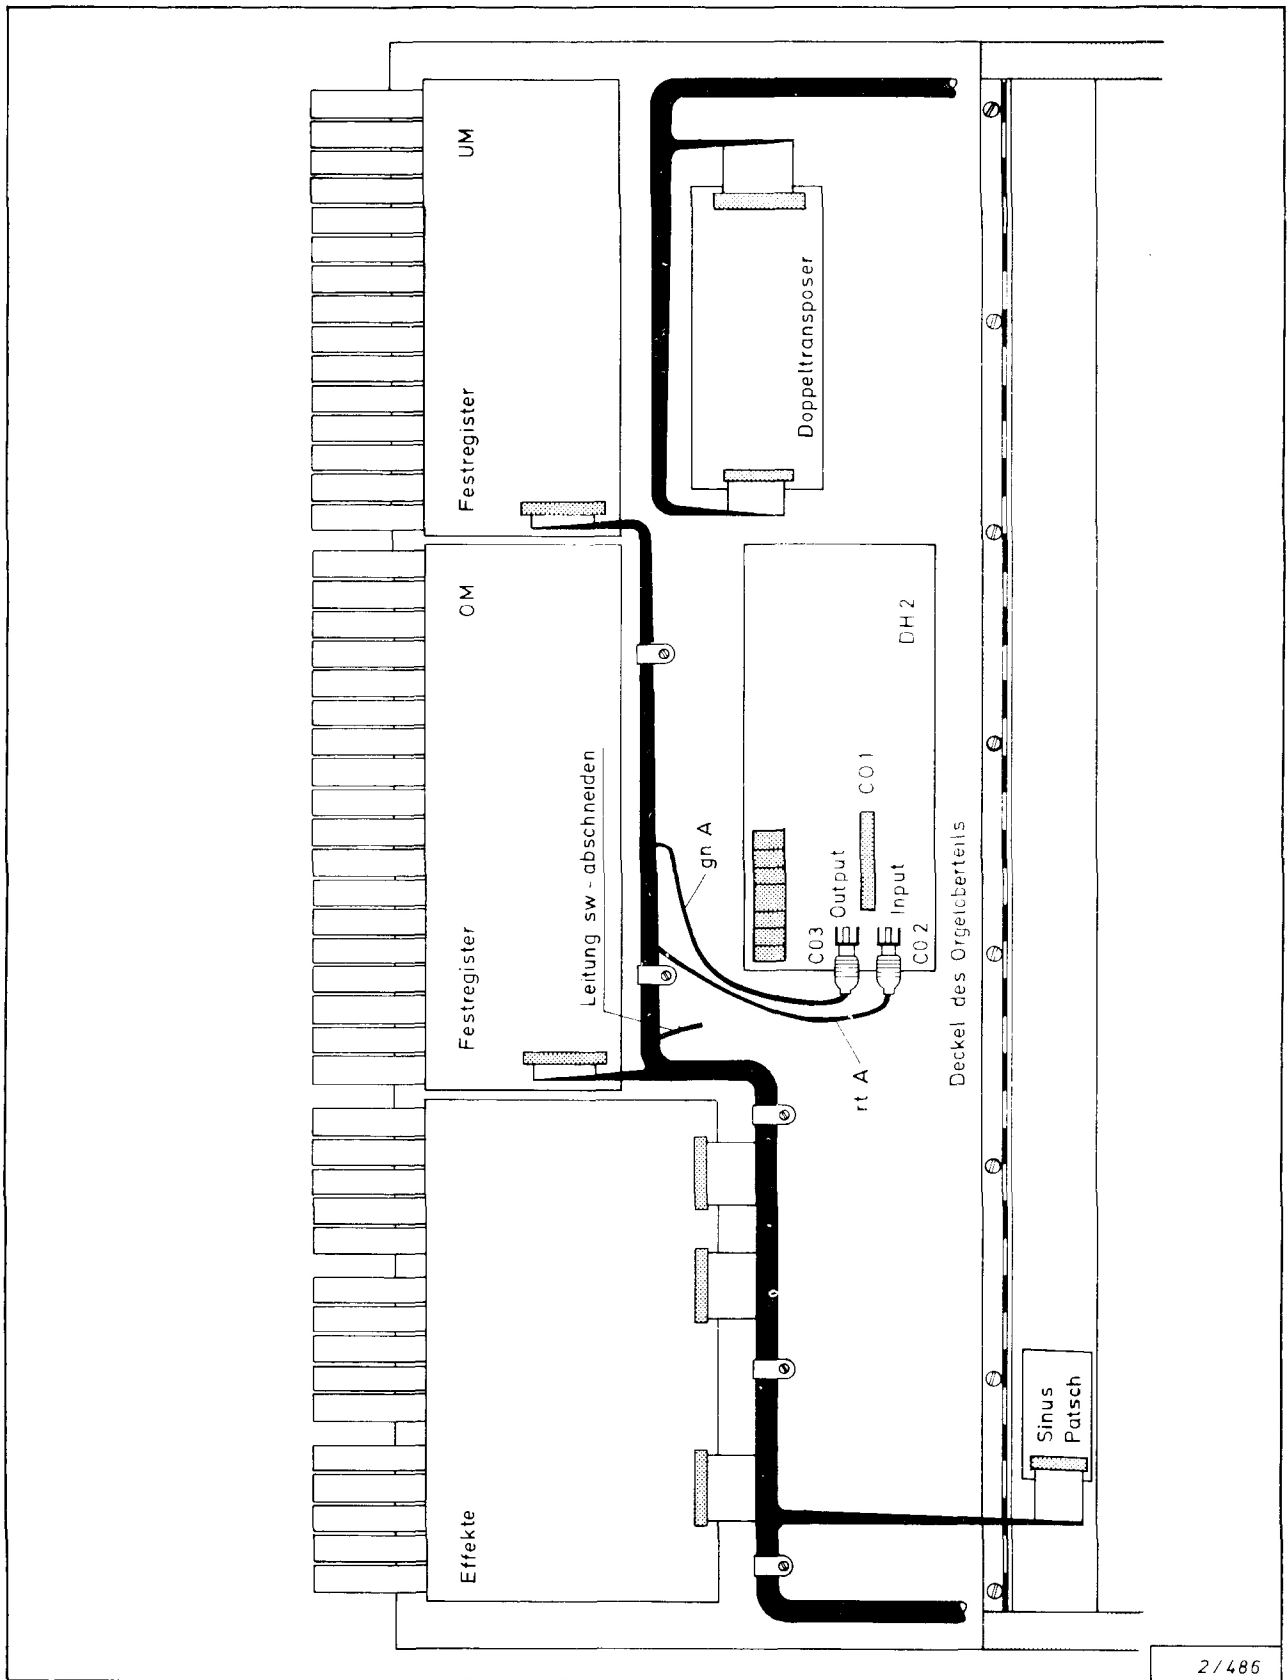 Effekte
Festregister
OM
Festregister
UM
Leitung sw - abschneiden
gn A
rt A
CO3
Output
CO1
Input
CO2
DH2
Doppeltransposer
Deckel des Orgeloberteils
Sinus
Patsch
2/486